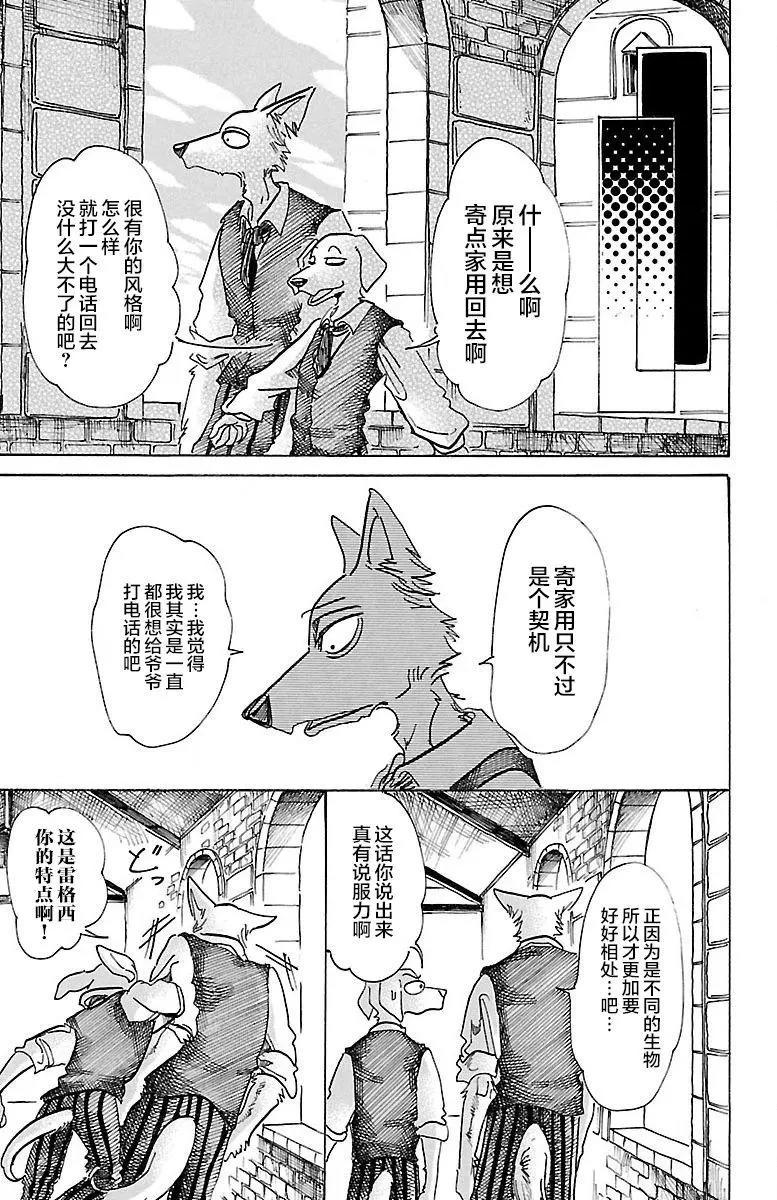 什——么啊
原来是想
寄点家用回去
啊
很有你的风格啊
怎么样
就打一个电话回去
没什么大不了的吧？
寄家用只不过
是个契机
我…我觉得
我其实是一直
都很想给爷爷
打电话的吧
正因为是不同的生物
所以才更加要
好好相处…吧…
这话你说出来
真有说服力啊
どっ
这是雷格西
你的特点啊！